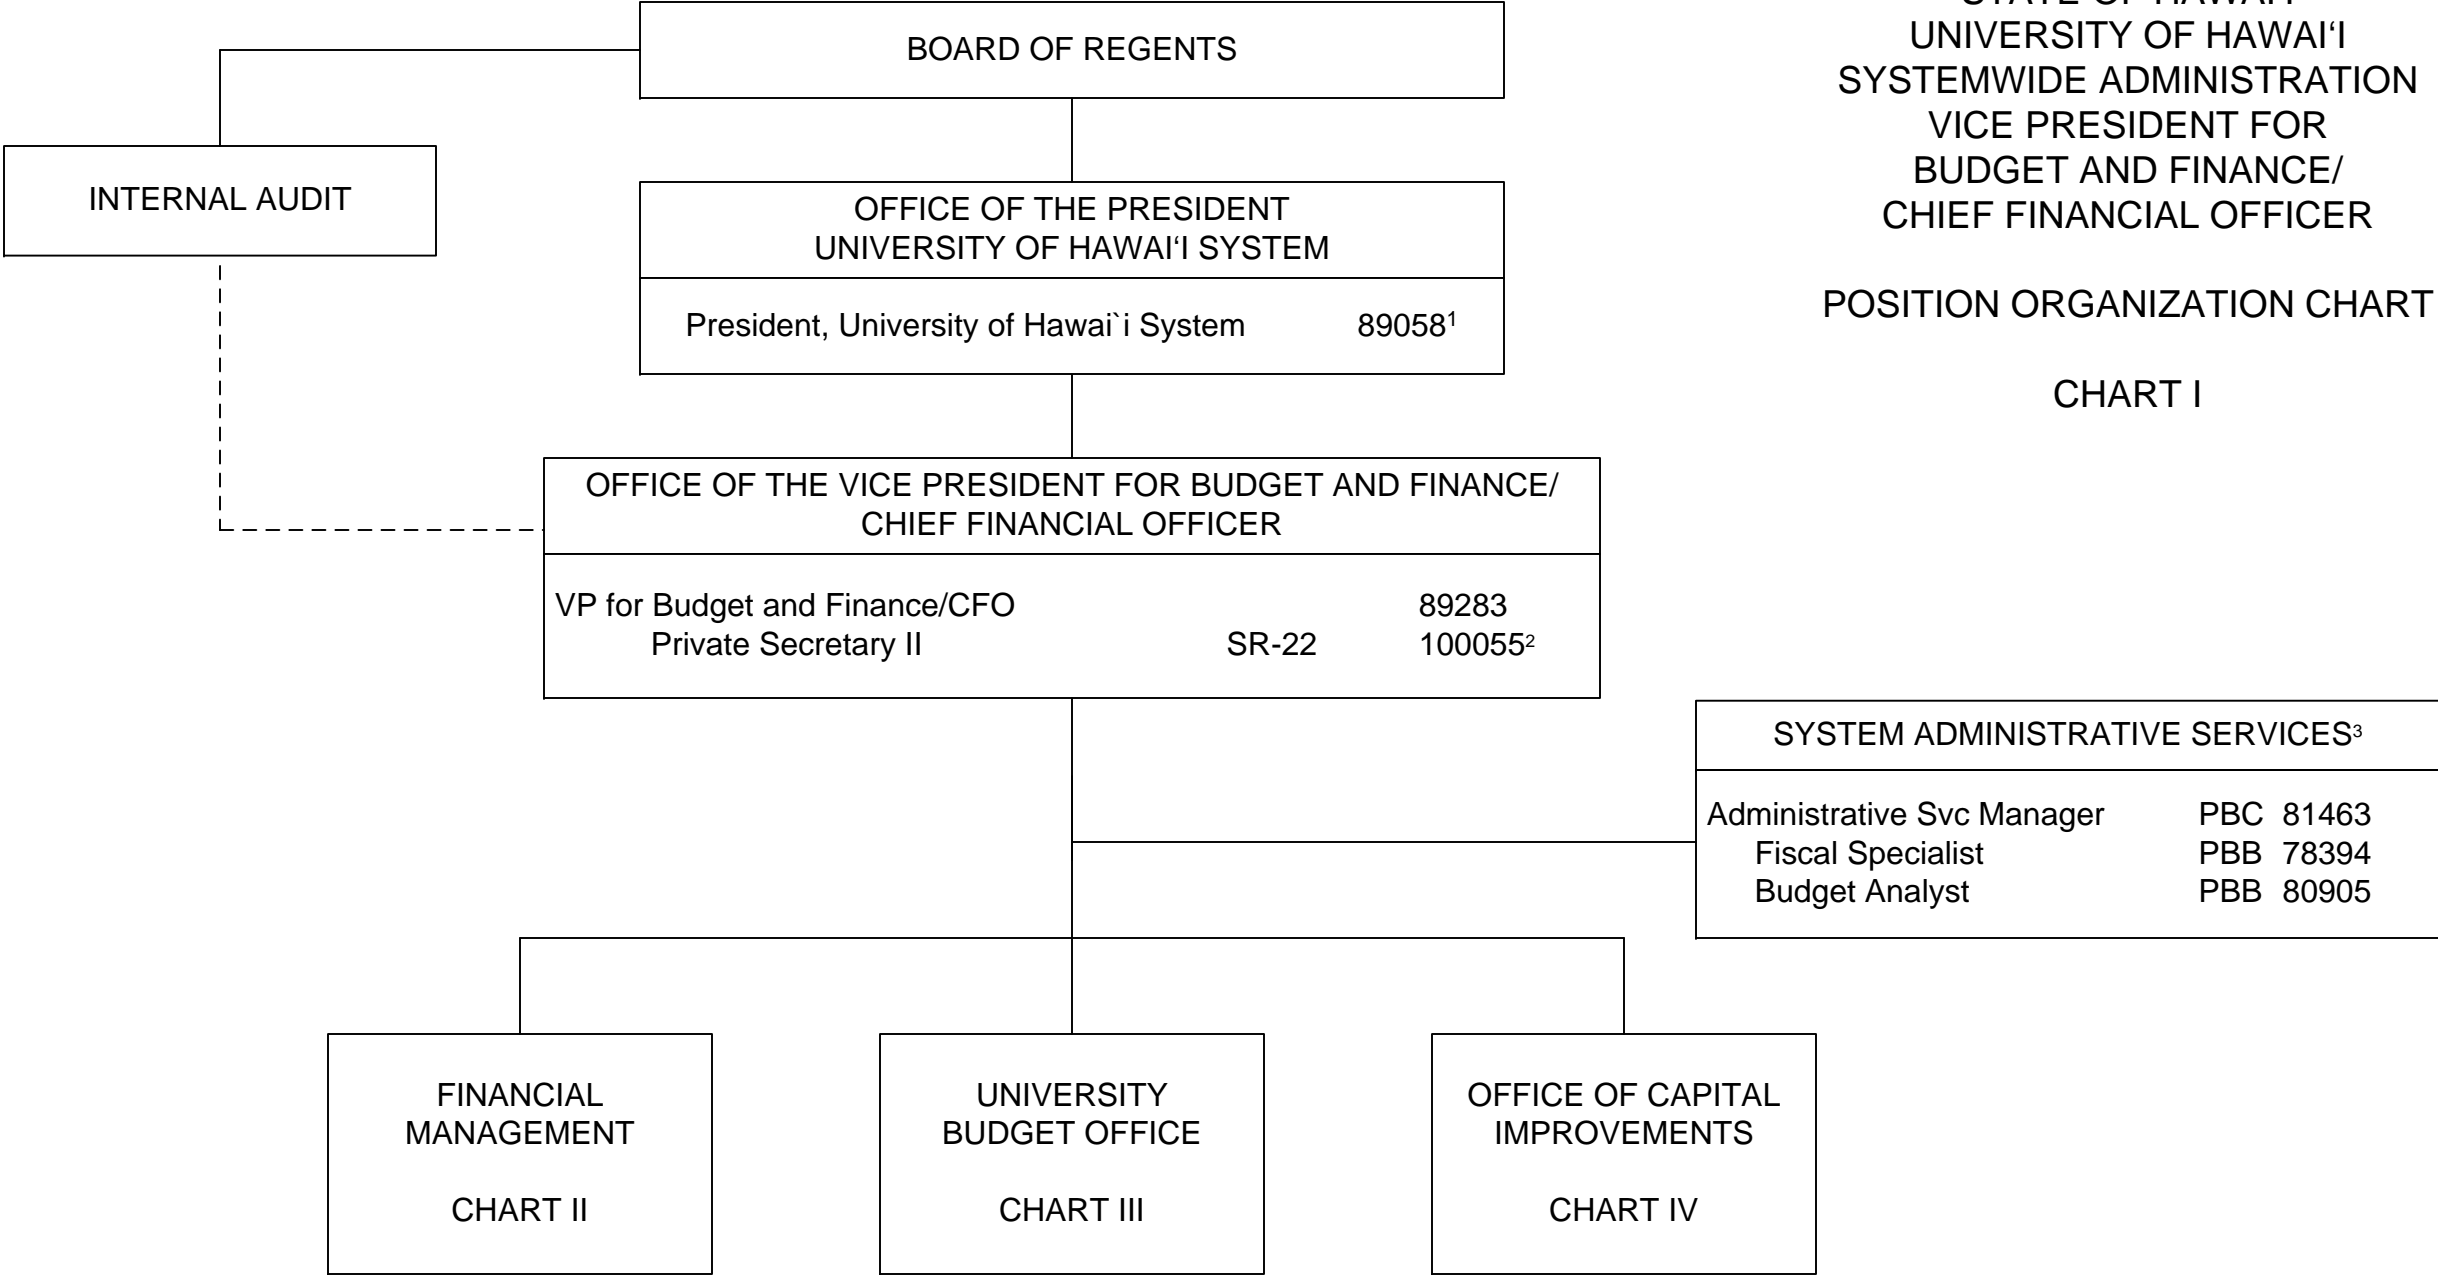 STATE OF HAWAI‘I
UNIVERSITY OF HAWAI‘I
SYSTEMWIDE ADMINISTRATION
VICE PRESIDENT FOR
BUDGET AND FINANCE/
CHIEF FINANCIAL OFFICER
POSITION ORGANIZATION CHART
CHART I
BOARD OF REGENTS
INTERNAL AUDIT
OFFICE OF THE PRESIDENT
UNIVERSITY OF HAWAI‘I SYSTEM
President, University of Hawai`i System 89058¹
OFFICE OF THE VICE PRESIDENT FOR BUDGET AND FINANCE/
CHIEF FINANCIAL OFFICER
VP for Budget and Finance/CFO 89283
Private Secretary II SR-22 100055²
SYSTEM ADMINISTRATIVE SERVICES³
Administrative Svc Manager PBC 81463
Fiscal Specialist PBB 78394
Budget Analyst PBB 80905
FINANCIAL
MANAGEMENT
CHART II
UNIVERSITY
BUDGET OFFICE
CHART III
OFFICE OF CAPITAL
IMPROVEMENTS
CHART IV